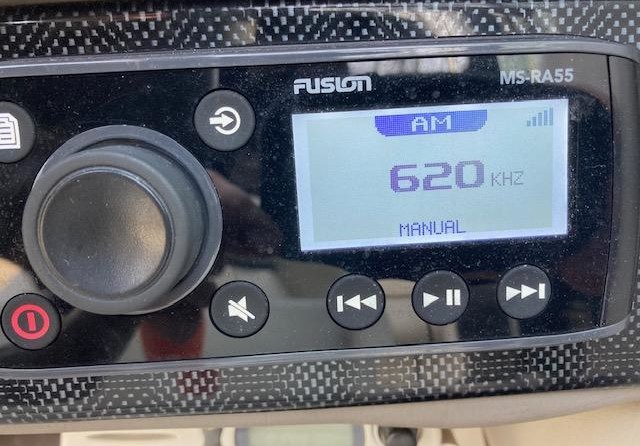 FUSION
MS-RA55
AM
620 KHZ
MANUAL